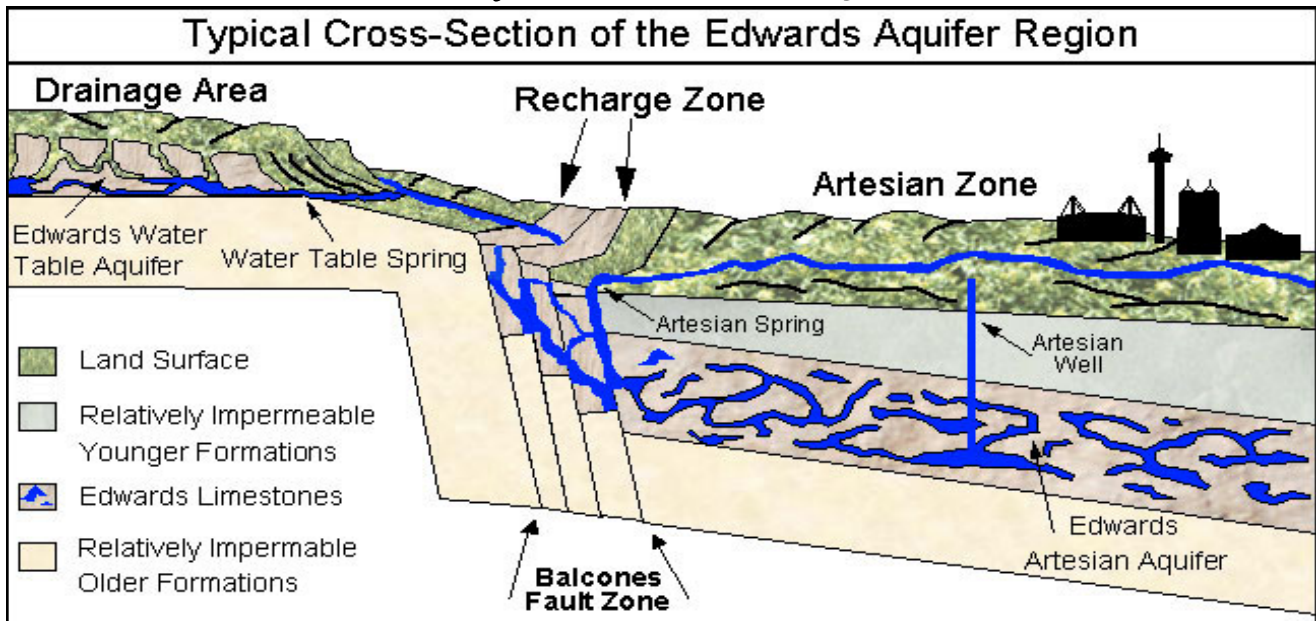 Typical Cross-Section of the Edwards Aquifer Region
Drainage Area
Recharge Zone
Artesian Zone
Edwards Water
Table Aquifer
Water Table Spring
Artesian Spring
Artesian
Well
Land Surface
Relatively Impermeable
Younger Formations
Edwards Limestones
Relatively Impermable
Older Formations
Edwards
Artesian Aquifer
Balcones
Fault Zone